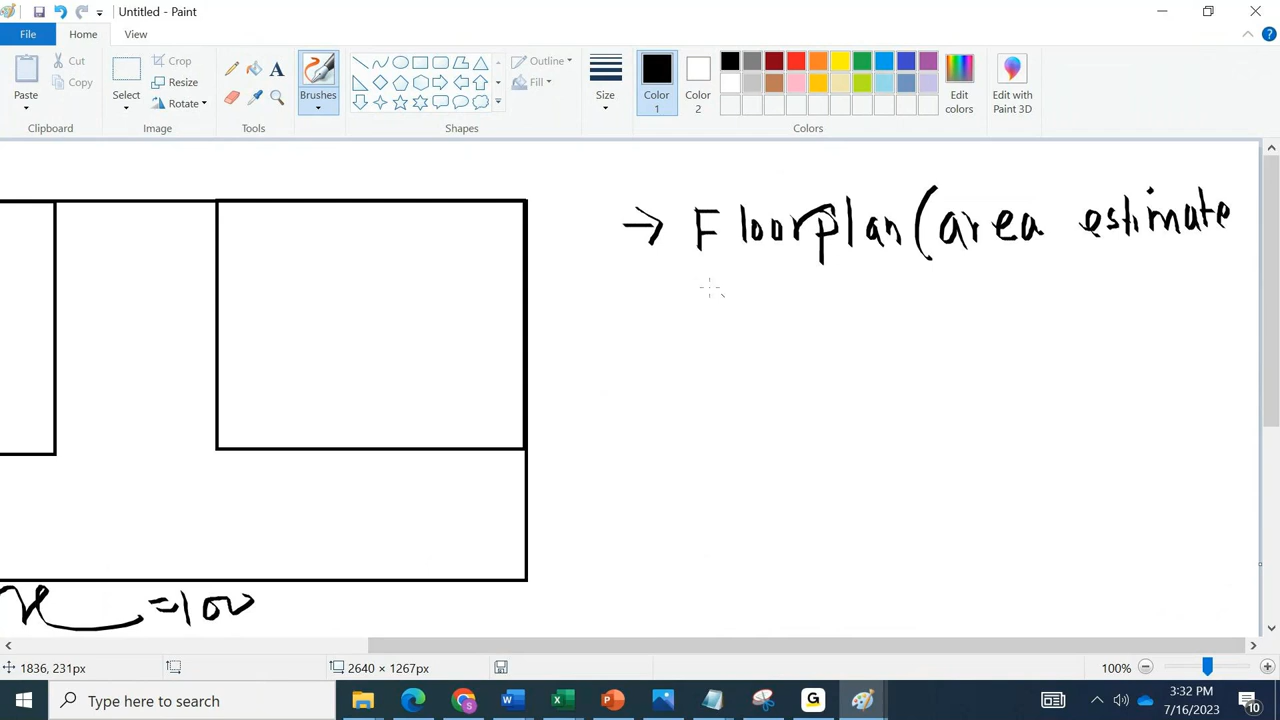 Untitled - Paint
File
Home
View
Paste
Cut
Copy
Clipboard
Select
Crop
Resize
Rotate
Image
A
Tools
Brushes
Outline
Fill
Shapes
Size
Color 1
Color 2
Edit colors
Colors
Edit with Paint 3D
→ Floorplan (area estimate
x =100
1836, 231px
2640 × 1267px
100%
Type here to search
3:32 PM
7/16/2023
10